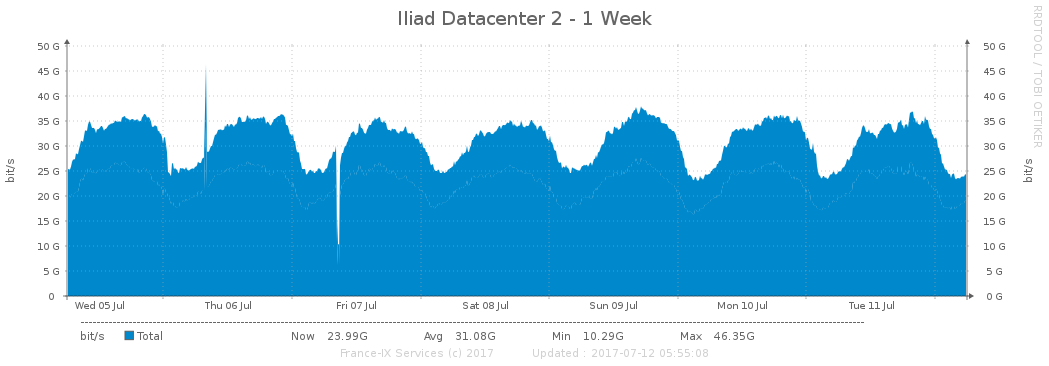 Iliad Datacenter 2 - 1 Week
RRDTOOL / TOBI OETIKER
50 G 50 G
45 G 45 G
40 G 40 G
35 G 35 G
30 G 30 G
25 G 25 G
20 G 20 G
15 G 15 G
10 G 10 G
5 G 5 G
0 0 G
bit/s bit/s
Wed 05 Jul Thu 06 Jul Fri 07 Jul Sat 08 Jul Sun 09 Jul Mon 10 Jul Tue 11 Jul
bit/s Total Now 23.99G Avg 31.08G Min 10.29G Max 46.35G
France-IX Services (c) 2017 Updated : 2017-07-12 05:55:08